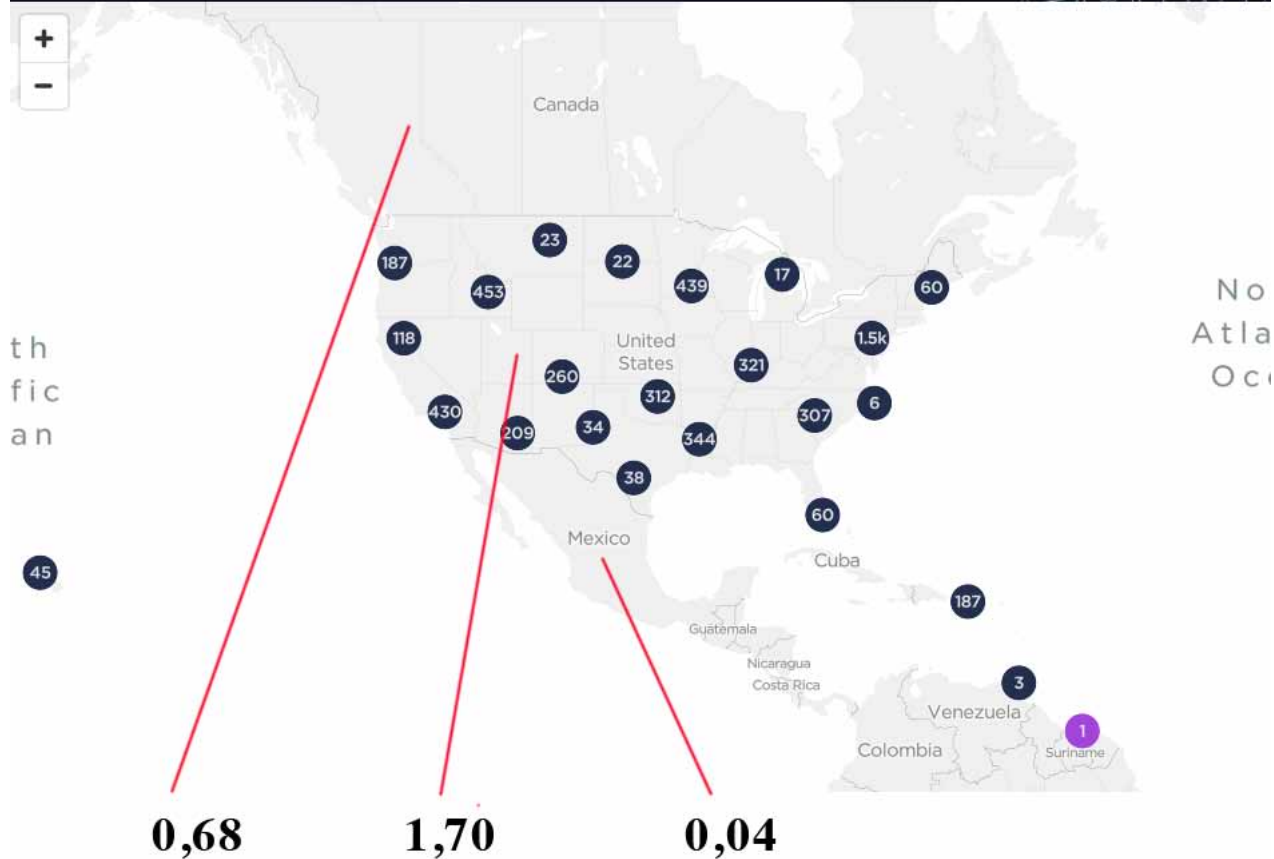 +
−
Canada
23
187
22
17
453
439
60
No
th
118
United
States
1.5k
Atla
fic
260
321
Oce
an
430
312
6
209
34
344
307
38
60
Mexico
Cuba
45
187
Guatemala
Nicaragua
Costa Rica
3
Venezuela
1
Colombia
Suriname
0,68 1,70 0,04